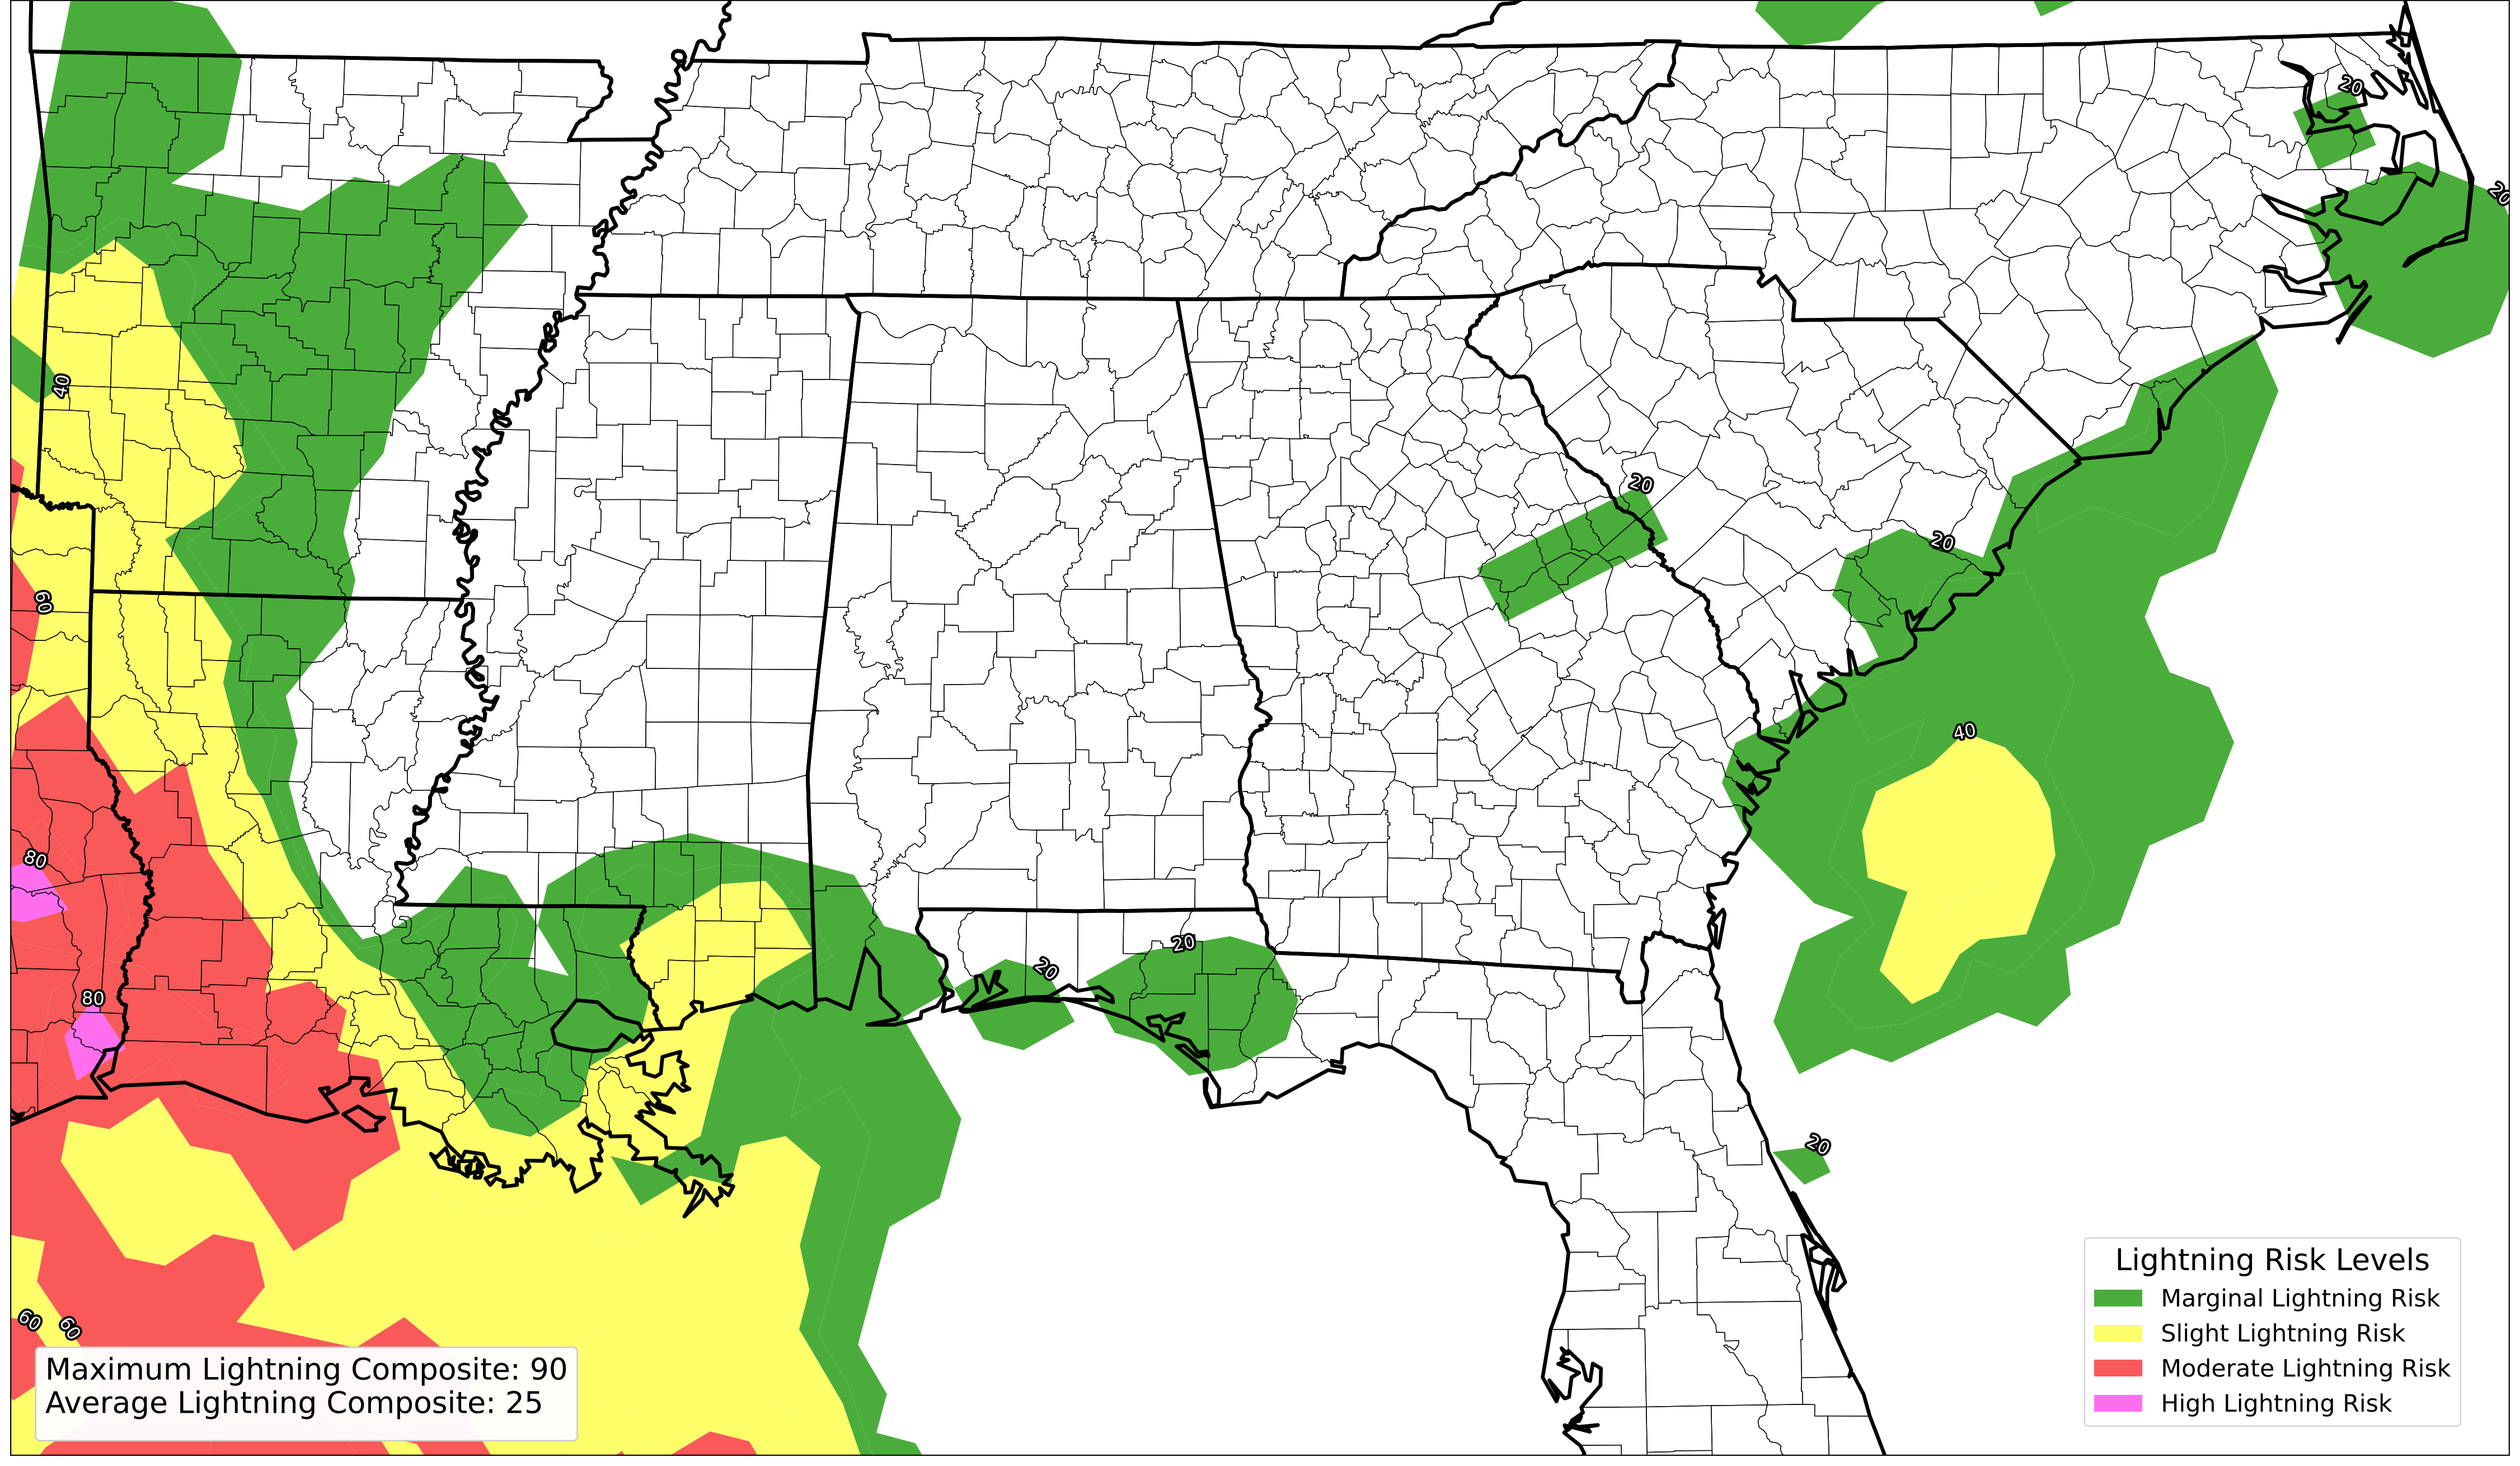 20
20
40
20
60
20
40
80
20
20
80
20
60
60
Lightning Risk Levels
Marginal Lightning Risk
Slight Lightning Risk
Moderate Lightning Risk
High Lightning Risk
Maximum Lightning Composite: 90
Average Lightning Composite: 25